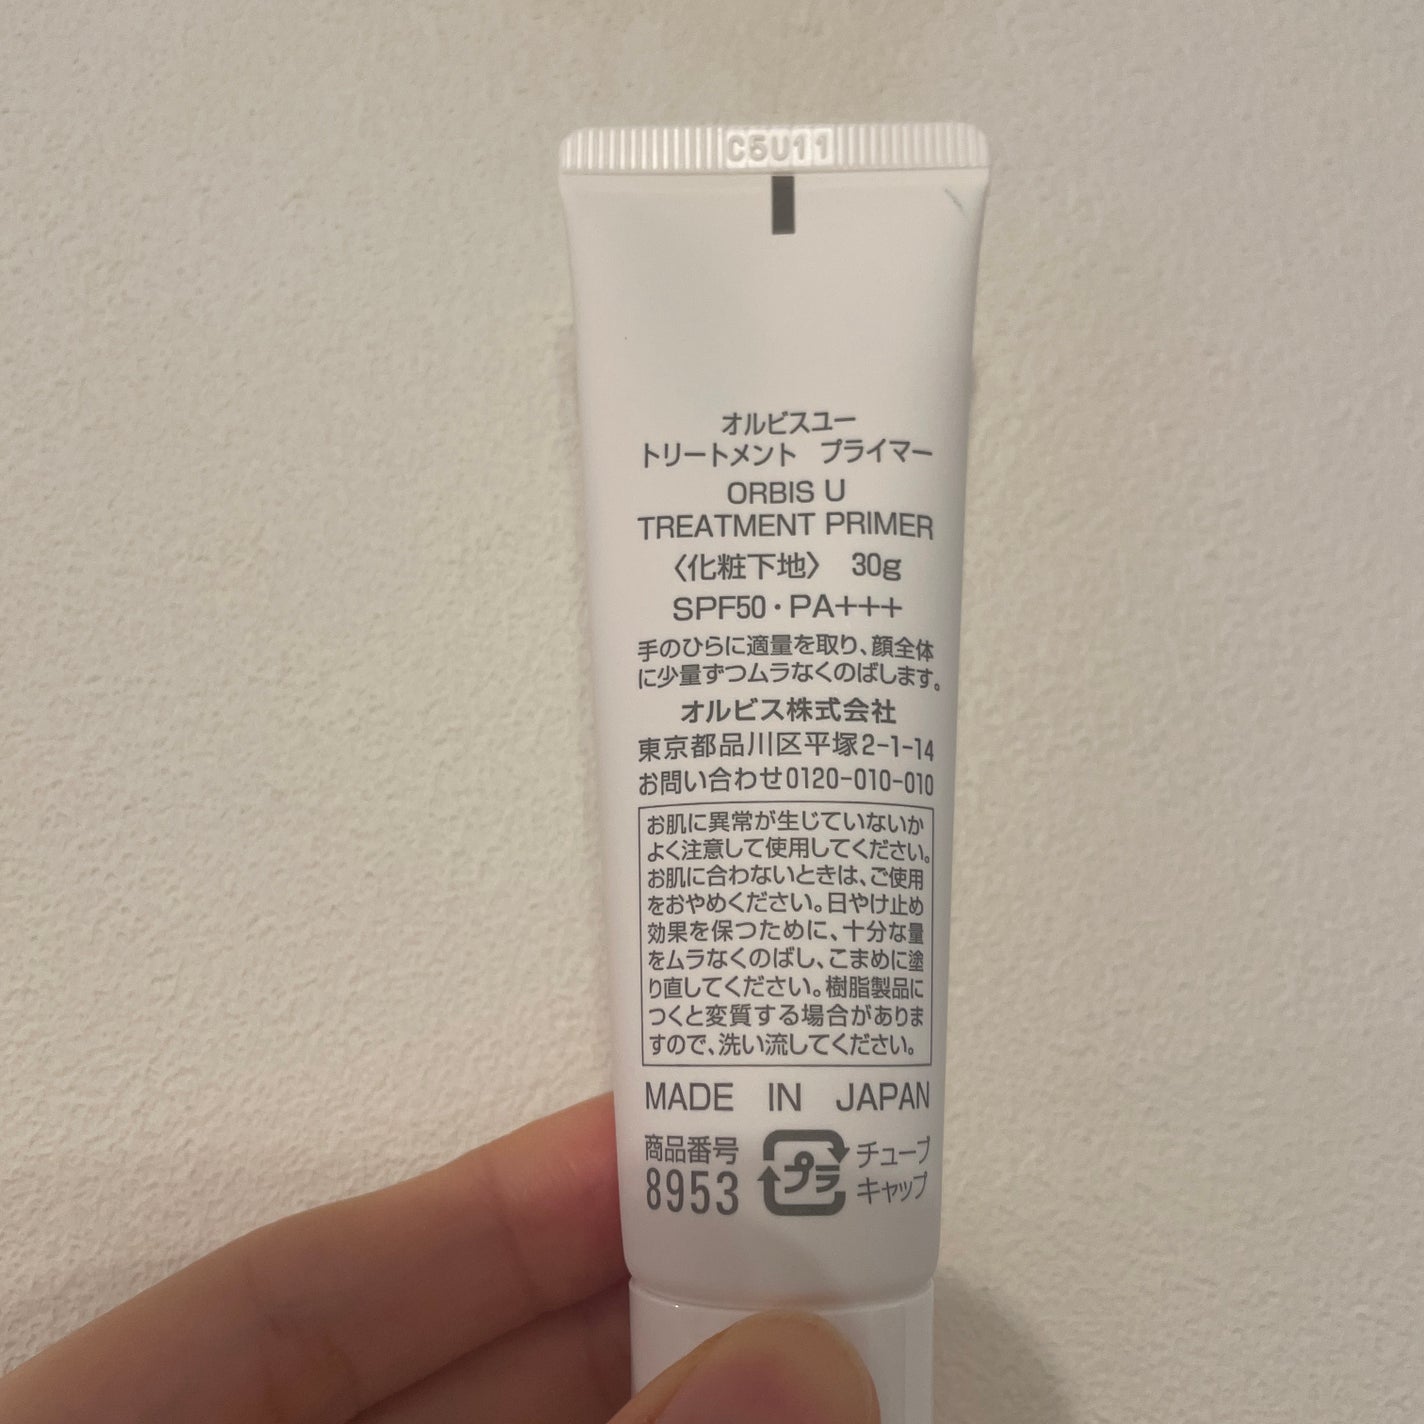 C5U11
オルビスユー
トリートメント プライマー
ORBIS U
TREATMENT PRIMER
〈化粧下地〉 30g
SPF50・PA+++
手のひらに適量を取り、顔全体
に少量ずつムラなくのばします。
オルビス株式会社
東京都品川区平塚2-1-14
お問い合わせ0120-010-010
お肌に異常が生じていないか
よく注意して使用してください。
お肌に合わないときは、ご使用
をおやめください。日やけ止め
効果を保つために、十分な量
をムラなくのばし、こまめに塗
り直してください。樹脂製品に
つくと変質する場合がありま
すので、洗い流してください。
MADE IN JAPAN
商品番号
8953
プラ
チューブ
キャップ